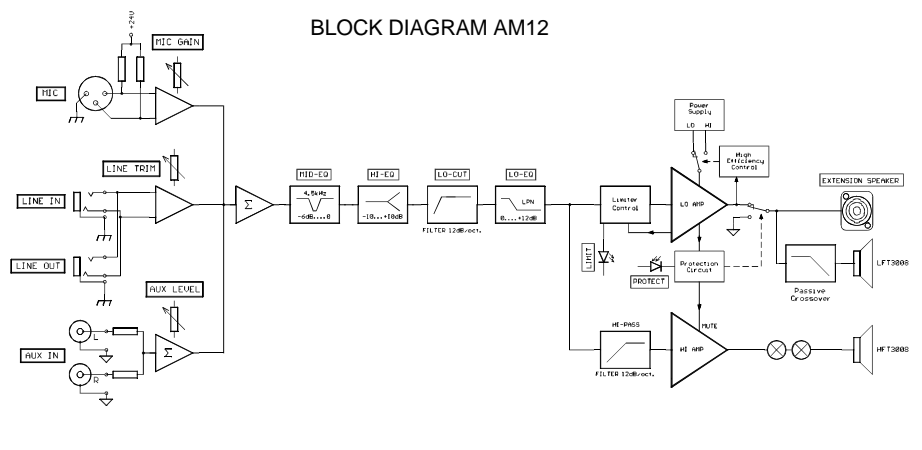 BLOCK DIAGRAM AM12
+24V
MIC GAIN
MIC
LINE TRIM
LINE IN
LINE OUT
AUX LEVEL
AUX IN
L
R
Σ
Σ
MID-EQ
4.5kHz
-6dB....0
HI-EQ
-10...+10dB
LO-CUT
FILTER 12dB/oct.
LO-EQ
LPN
0....+12dB
Power
Supply
LO HI
High
Efficiency
Control
Limiter
Control
LO AMP
LIMIT
PROTECT
Protection
Circuit
EXTENSION SPEAKER
Passive
Crossover
LFT3008
HI-PASS
FILTER 12dB/oct.
MUTE
HI AMP
HFT3008